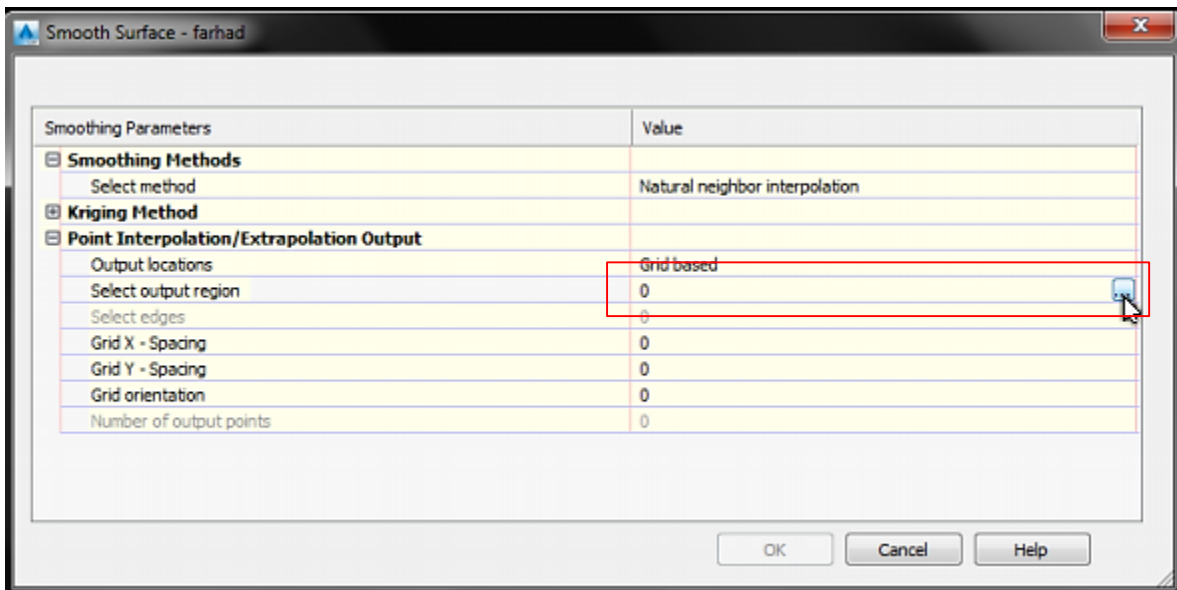 Smooth Surface - farhad
Smoothing Parameters Value
Smoothing Methods
Select method Natural neighbor interpolation
Kriging Method
Point Interpolation/Extrapolation Output
Output locations Grid based
Select output region 0 ...
Select edges 0
Grid X - Spacing 0
Grid Y - Spacing 0
Grid orientation 0
Number of output points 0
OK Cancel Help